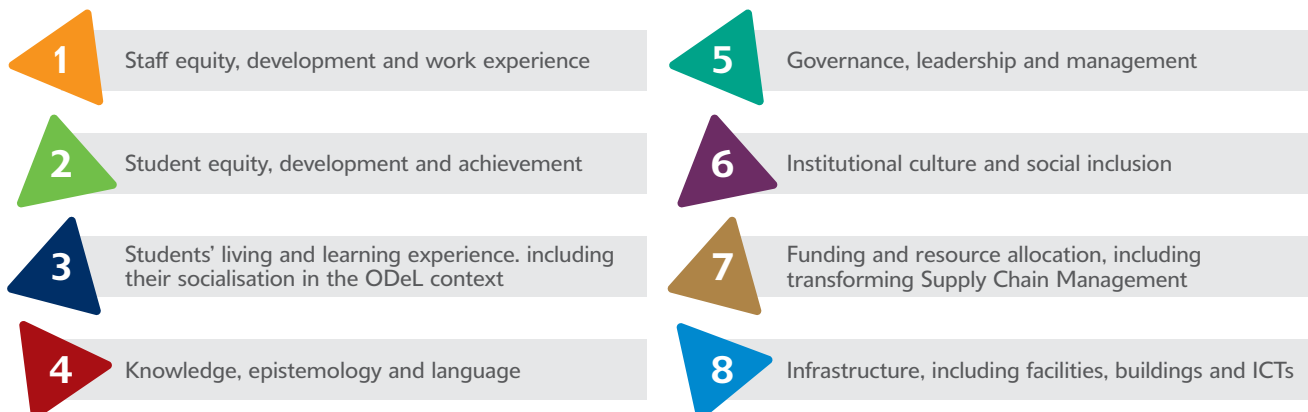 1
Staff equity, development and work experience
2
Student equity, development and achievement
3
Students’ living and learning experience. including
their socialisation in the ODeL context
4
Knowledge, epistemology and language
5
Governance, leadership and management
6
Institutional culture and social inclusion
7
Funding and resource allocation, including
transforming Supply Chain Management
8
Infrastructure, including facilities, buildings and ICTs